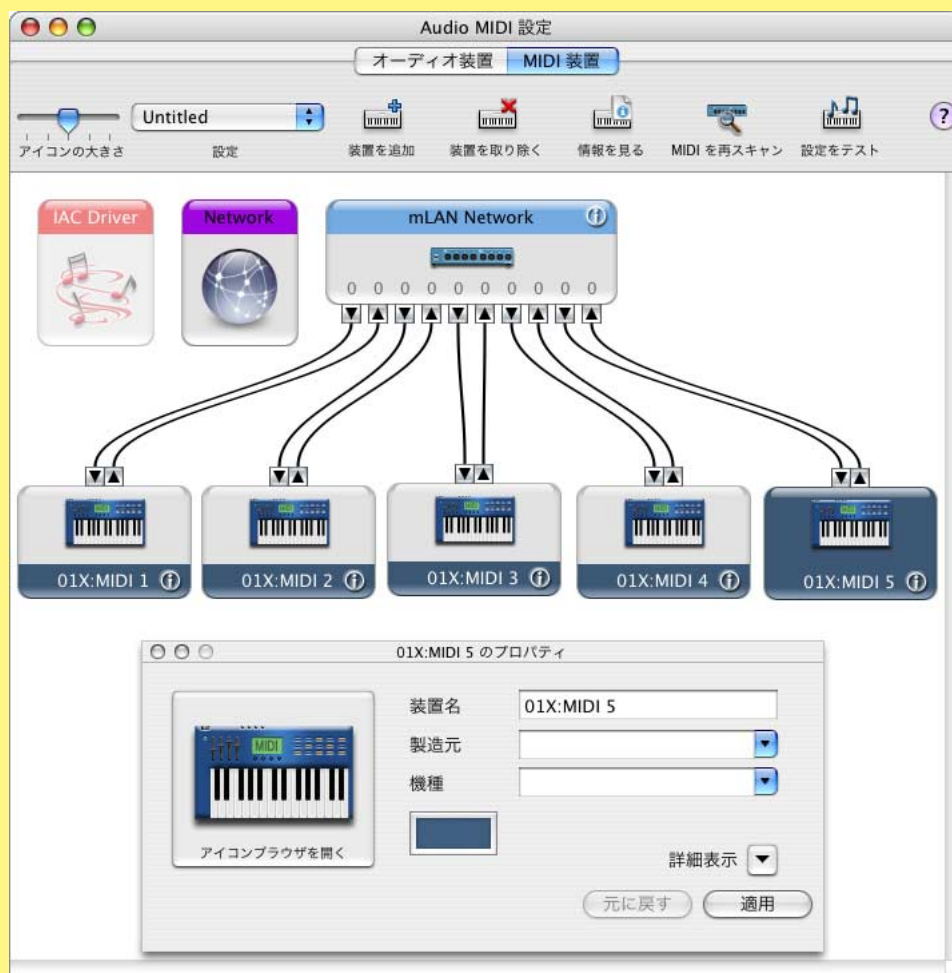 Audio MIDI 設定
オーディオ装置 MIDI 装置
Untitled
?
アイコンの大きさ 設定 装置を追加 装置を取り除く 情報を見る MIDI を再スキャン 設定をテスト
IAC Driver Network mLAN Network
0 0 0 0 0 0 0 0 0 0
01X:MIDI 1 01X:MIDI 2 01X:MIDI 3 01X:MIDI 4 01X:MIDI 5
01X:MIDI 5 のプロパティ
装置名 01X:MIDI 5
MIDI
製造元
機種
アイコンブラウザを開く
詳細表示
元に戻す 適用